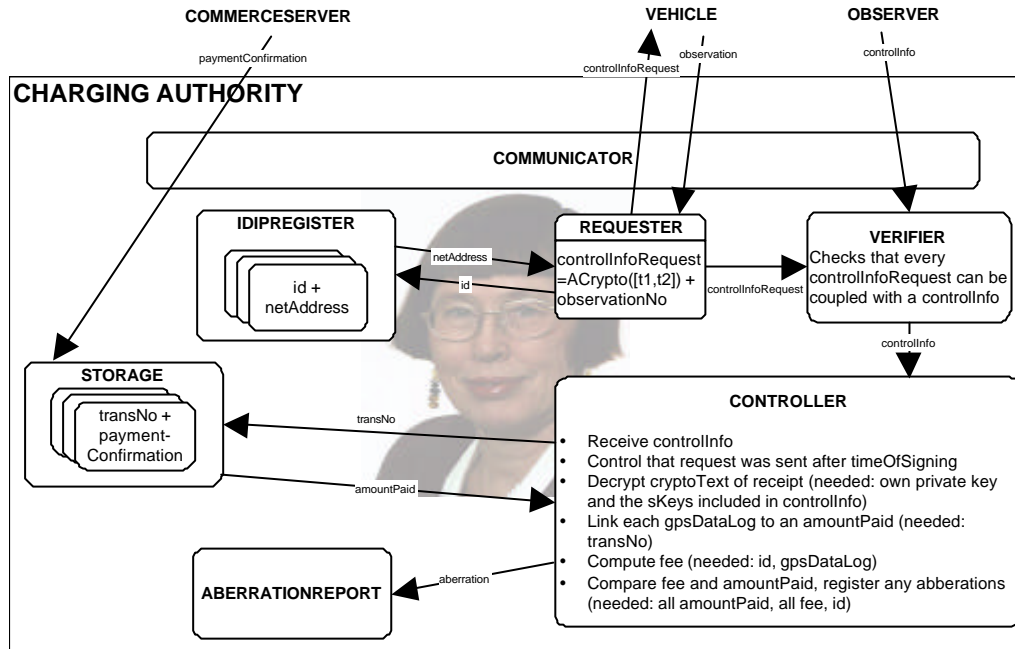 COMMERCESERVER
VEHICLE
OBSERVER
paymentConfirmation
controlInfoRequest
observation
controlInfo
CHARGING AUTHORITY
COMMUNICATOR
IDIPREGISTER
id +
netAddress
netAddress
id
REQUESTER
controlInfoRequest
=ACrypto([t1,t2]) +
observationNo
controlInfoRequest
VERIFIER
Checks that every
controlInfoRequest can be
coupled with a controlInfo
controlInfo
STORAGE
transNo +
payment-
Confirmation
transNo
amountPaid
CONTROLLER
• Receive controlInfo
• Control that request was sent after timeOfSigning
• Decrypt cryptoText of receipt (needed: own private key
and the sKeys included in controlInfo)
• Link each gpsDataLog to an amountPaid (needed:
transNo)
• Compute fee (needed: id, gpsDataLog)
• Compare fee and amountPaid, register any abberations
(needed: all amountPaid, all fee, id)
aberration
ABERRATIONREPORT